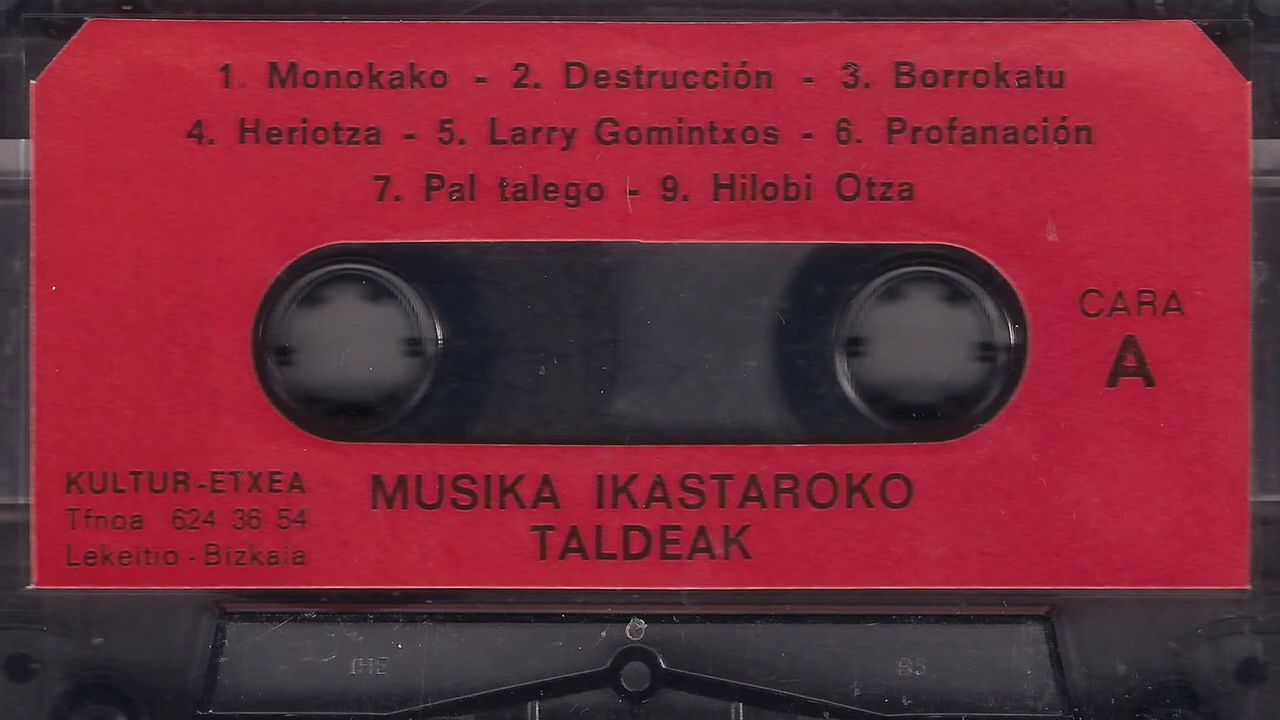 1. Monokako - 2. Destrucción - 3. Borrokatu
4. Heriotza - 5. Larry Gomintxos - 6. Profanación
7. Pal talego - 9. Hilobi Otza
CARA
A
KULTUR-ETXEA
Tfnoa 624 36 54
Lekeitio - Bizkaia
MUSIKA IKASTAROKO
TALDEAK